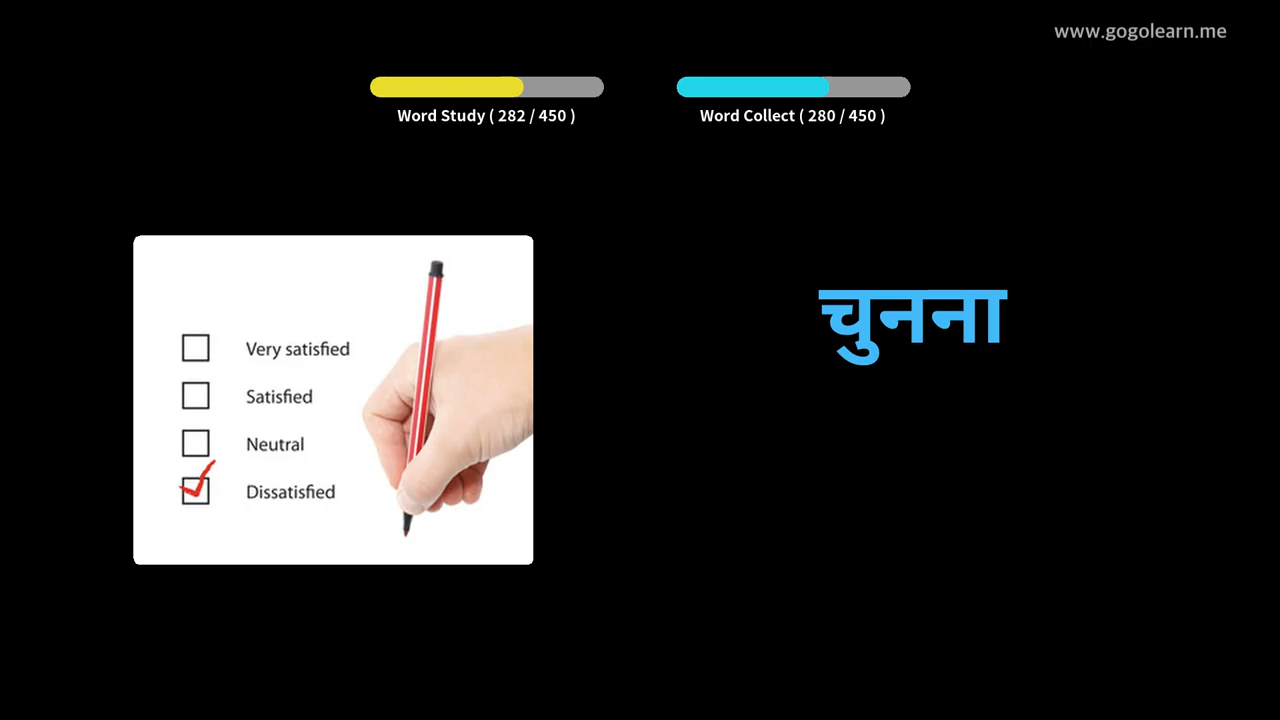 www.gogolearn.me
Word Study ( 282 / 450 )
Word Collect ( 280 / 450 )
चुनना
Very satisfied
Satisfied
Neutral
Dissatisfied